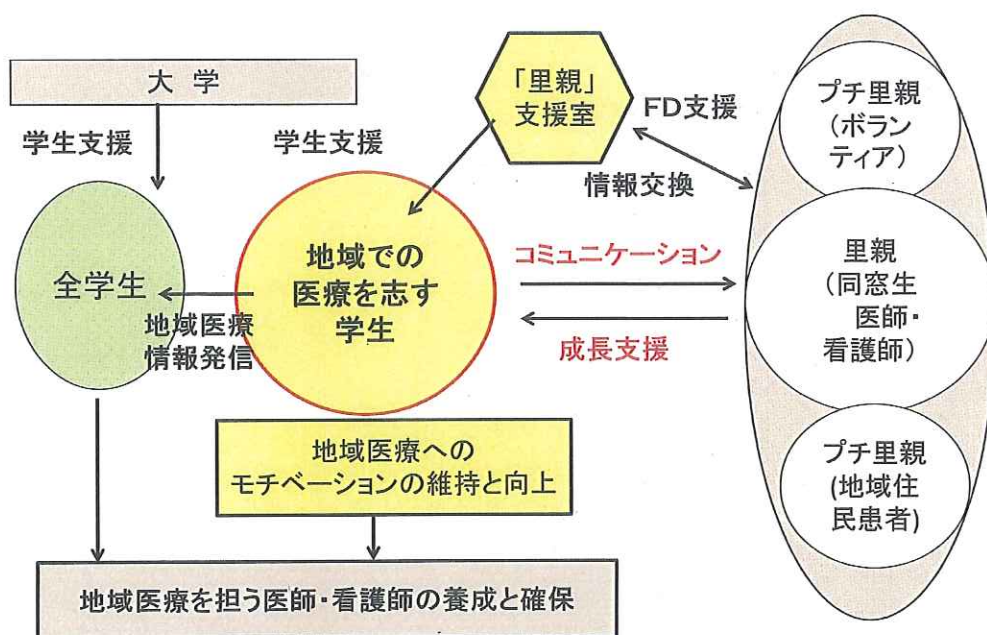 大 学
学生支援
学生支援
「里親」
支援室
FD支援
情報交換
プチ里親
(ボラン
ティア)
全学生
地域での
医療を志す
学生
地域医療
情報発信
コミュニケーション
成長支援
里親
(同窓生
医師・
看護師)
地域医療への
モチベーションの維持と向上
プチ里親
(地域住
民患者)
地域医療を担う医師・看護師の養成と確保